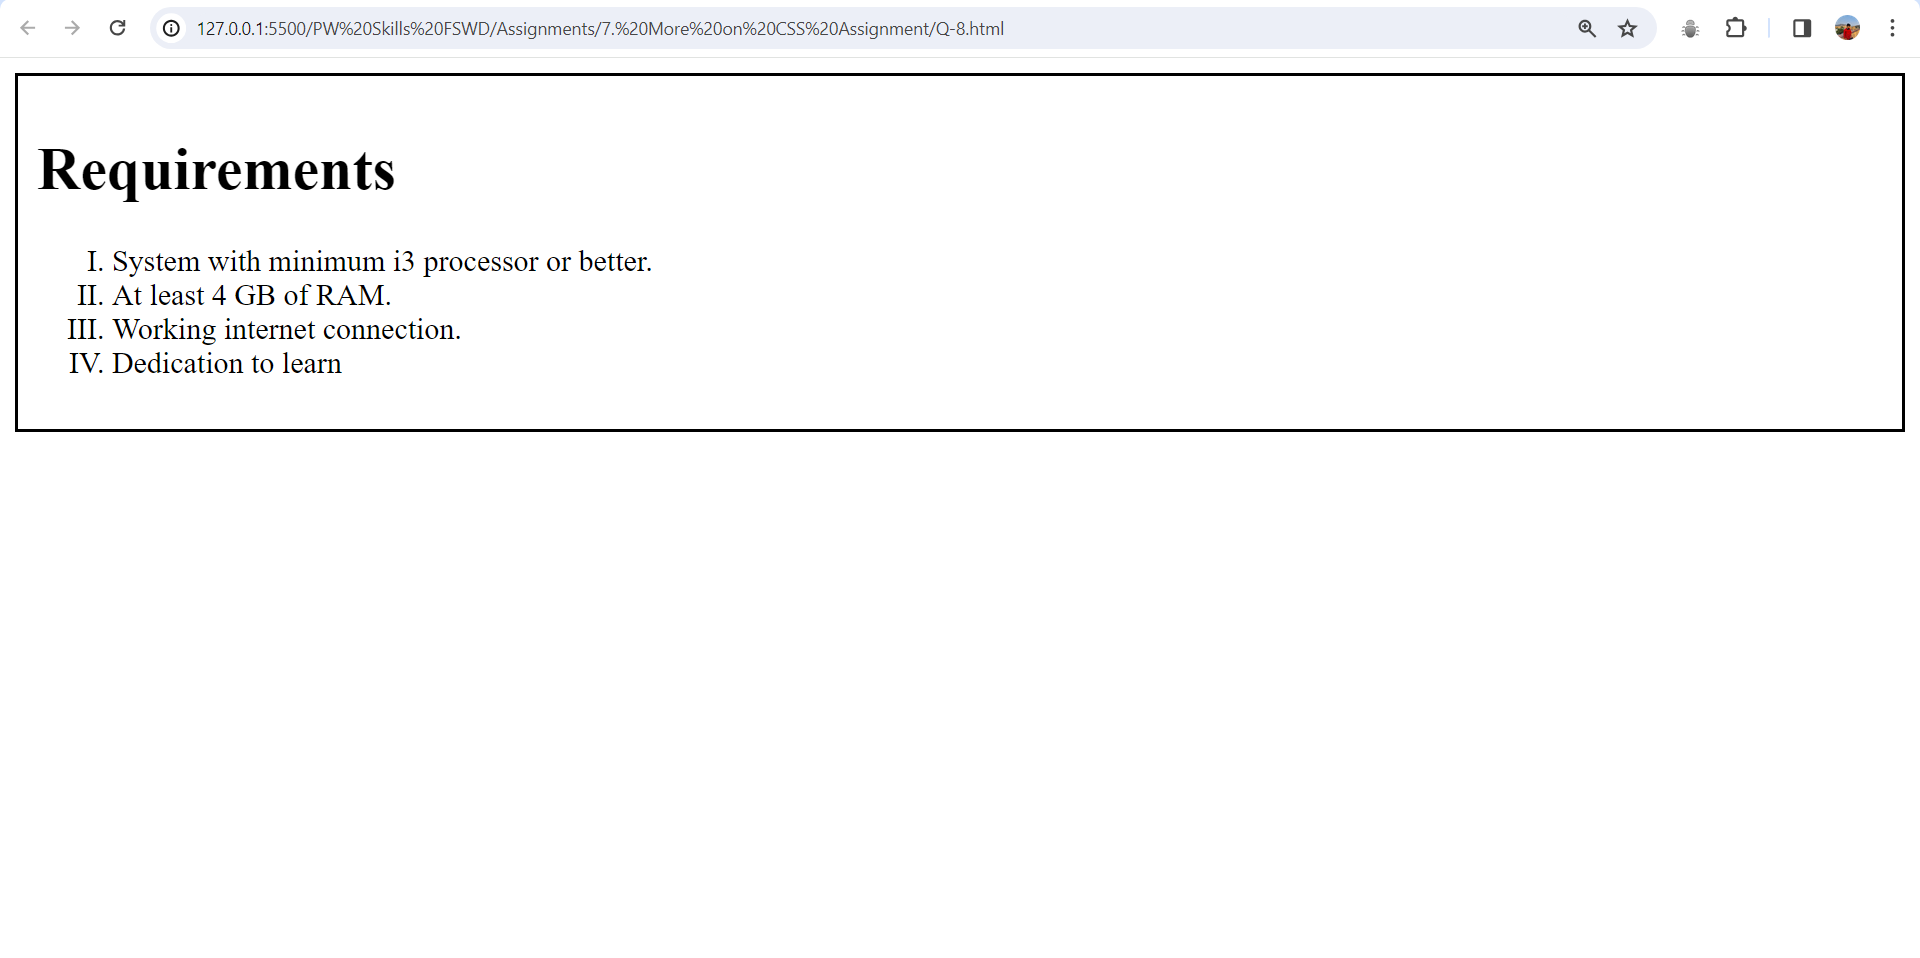 127.0.0.1:5500/PW%20Skills%20FSWD/Assignments/7.%20More%20on%20CSS%20Assignment/Q-8.html
Requirements
I. System with minimum i3 processor or better.
II. At least 4 GB of RAM.
III. Working internet connection.
IV. Dedication to learn